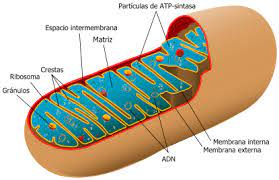 Partículas de ATP-sintasa
Espacio intermembrana
Matriz
Crestas
Ribosoma
Gránulos
Membrana interna
Membrana externa
ADN